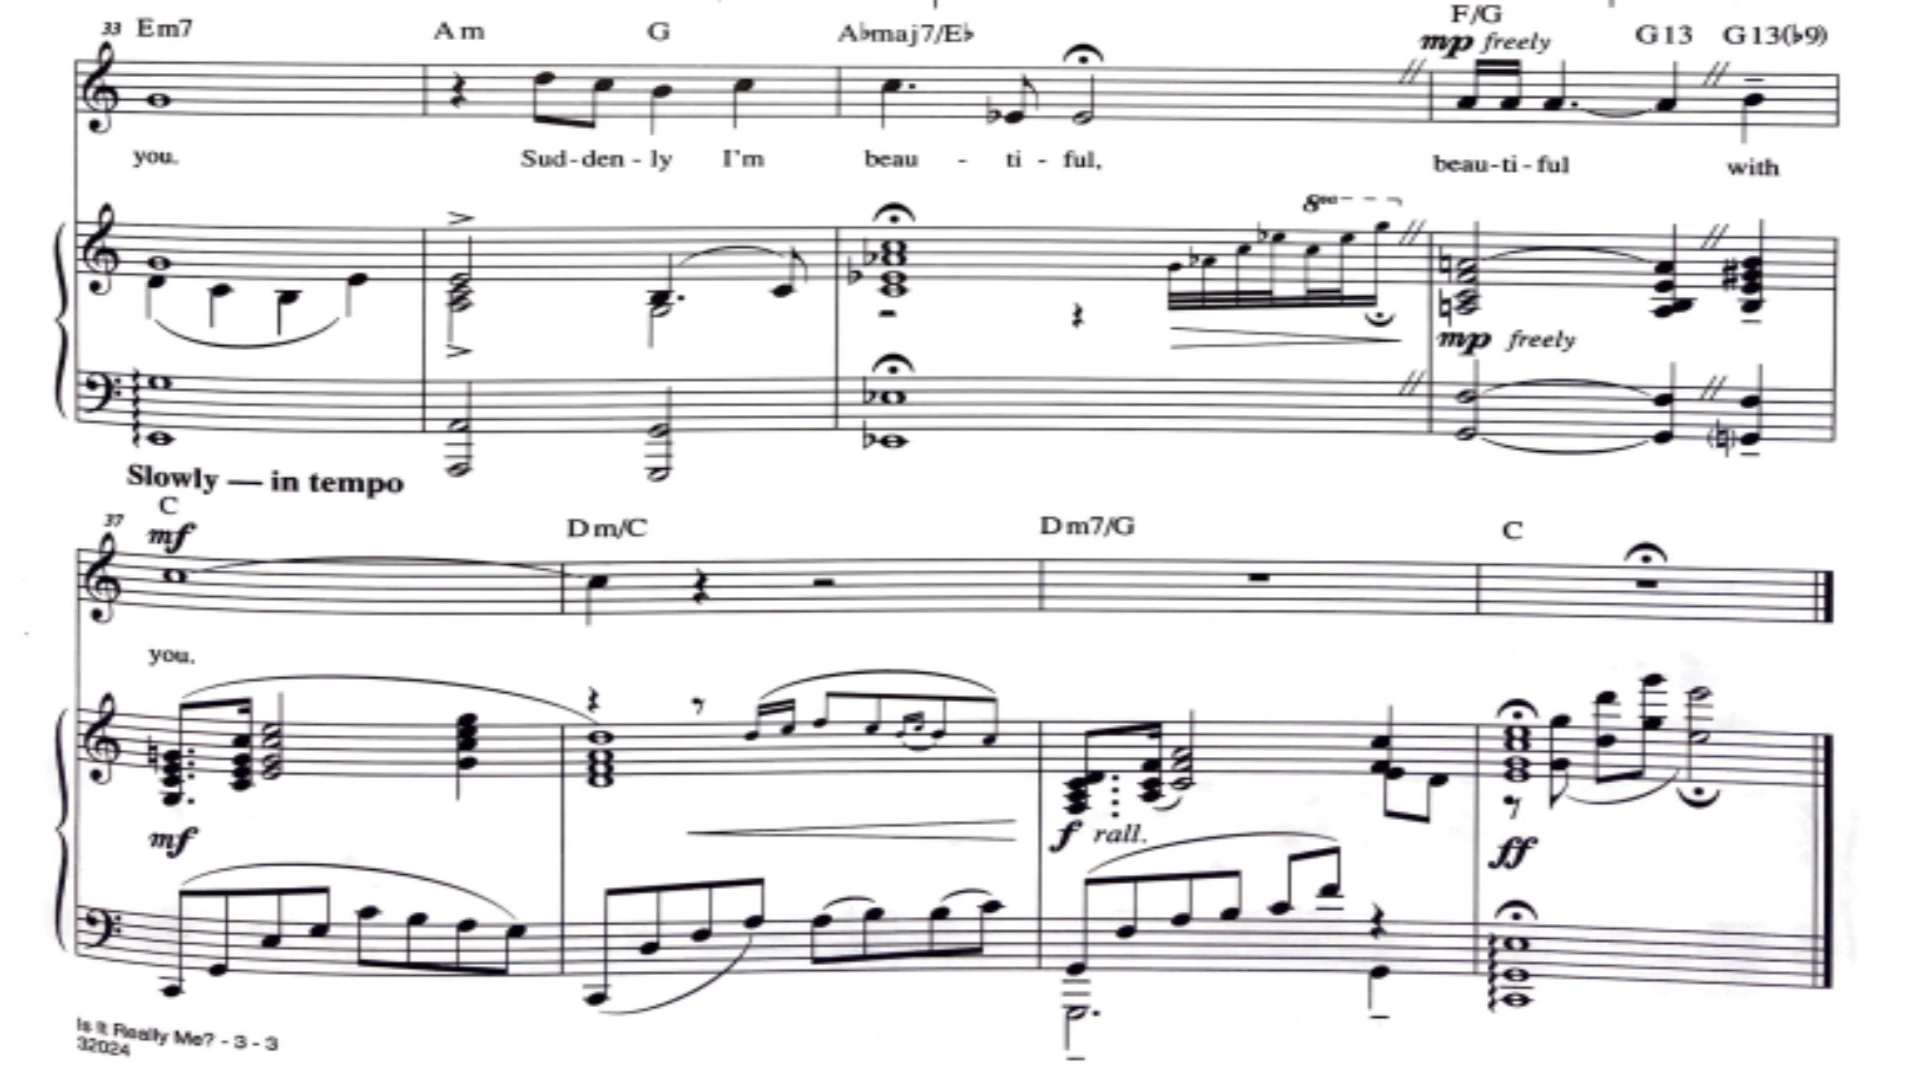 33 Em7 Am G A♭maj7/E♭ F/G G13 G13(♭9)
mp freely
you. Sud-den-ly I'm beau - ti - ful, beau-ti-ful with
8va
mp freely
Slowly — in tempo
37 C Dm/C Dm7/G C
mf
you.
mf f rall. ff
Is It Really Me? - 3 - 3
32024